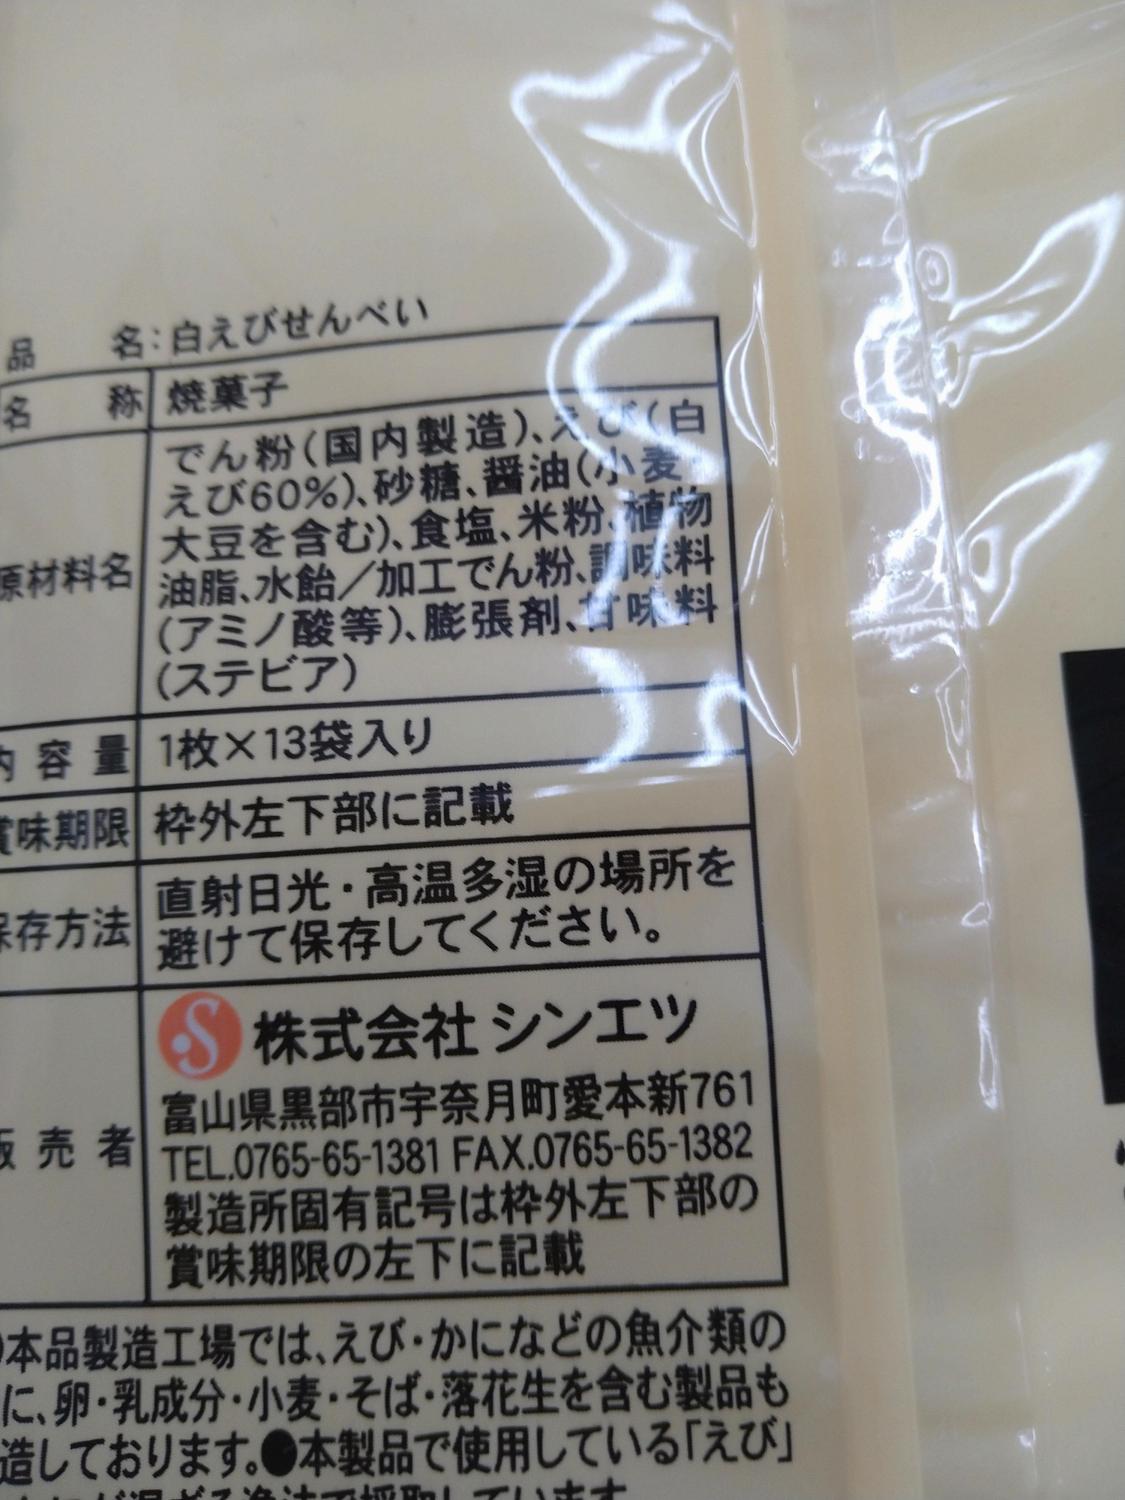 品 名：白えびせんべい
名 称 焼菓子
原材料名 でん粉（国内製造）、えび（白
えび60％）、砂糖、醤油（小麦・
大豆を含む）、食塩、米粉、植物
油脂、水飴／加工でん粉、調味料
（アミノ酸等）、膨張剤、甘味料
（ステビア）
内容量 1枚×13袋入り
賞味期限 枠外左下部に記載
保存方法 直射日光・高温多湿の場所を
避けて保存してください。
販売者 S 株式会社シンエツ
富山県黒部市宇奈月町愛本新761
TEL.0765-65-1381 FAX.0765-65-1382
製造所固有記号は枠外左下部の
賞味期限の左下に記載
本品製造工場では、えび・かになどの魚介類の
に、卵・乳成分・小麦・そば・落花生を含む製品も
造しております。●本製品で使用している「えび」